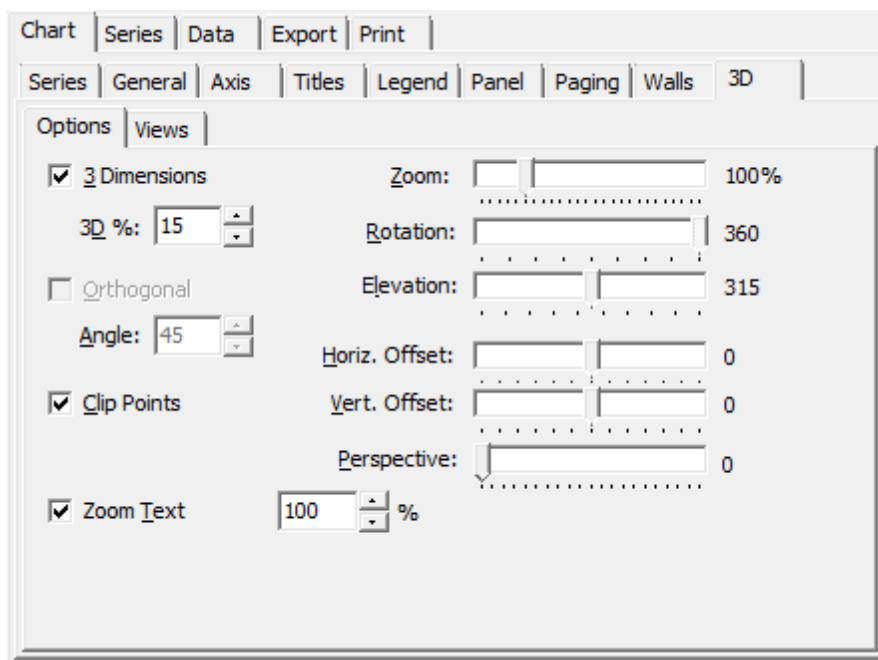 Chart Series Data Export Print
Series General Axis Titles Legend Panel Paging Walls 3D
Options Views
3 Dimensions Zoom: 100%
3D %: 15 Rotation: 360
Orthogonal Elevation: 315
Angle: 45
Horiz. Offset: 0
Clip Points Vert. Offset: 0
Perspective: 0
Zoom Text 100 %